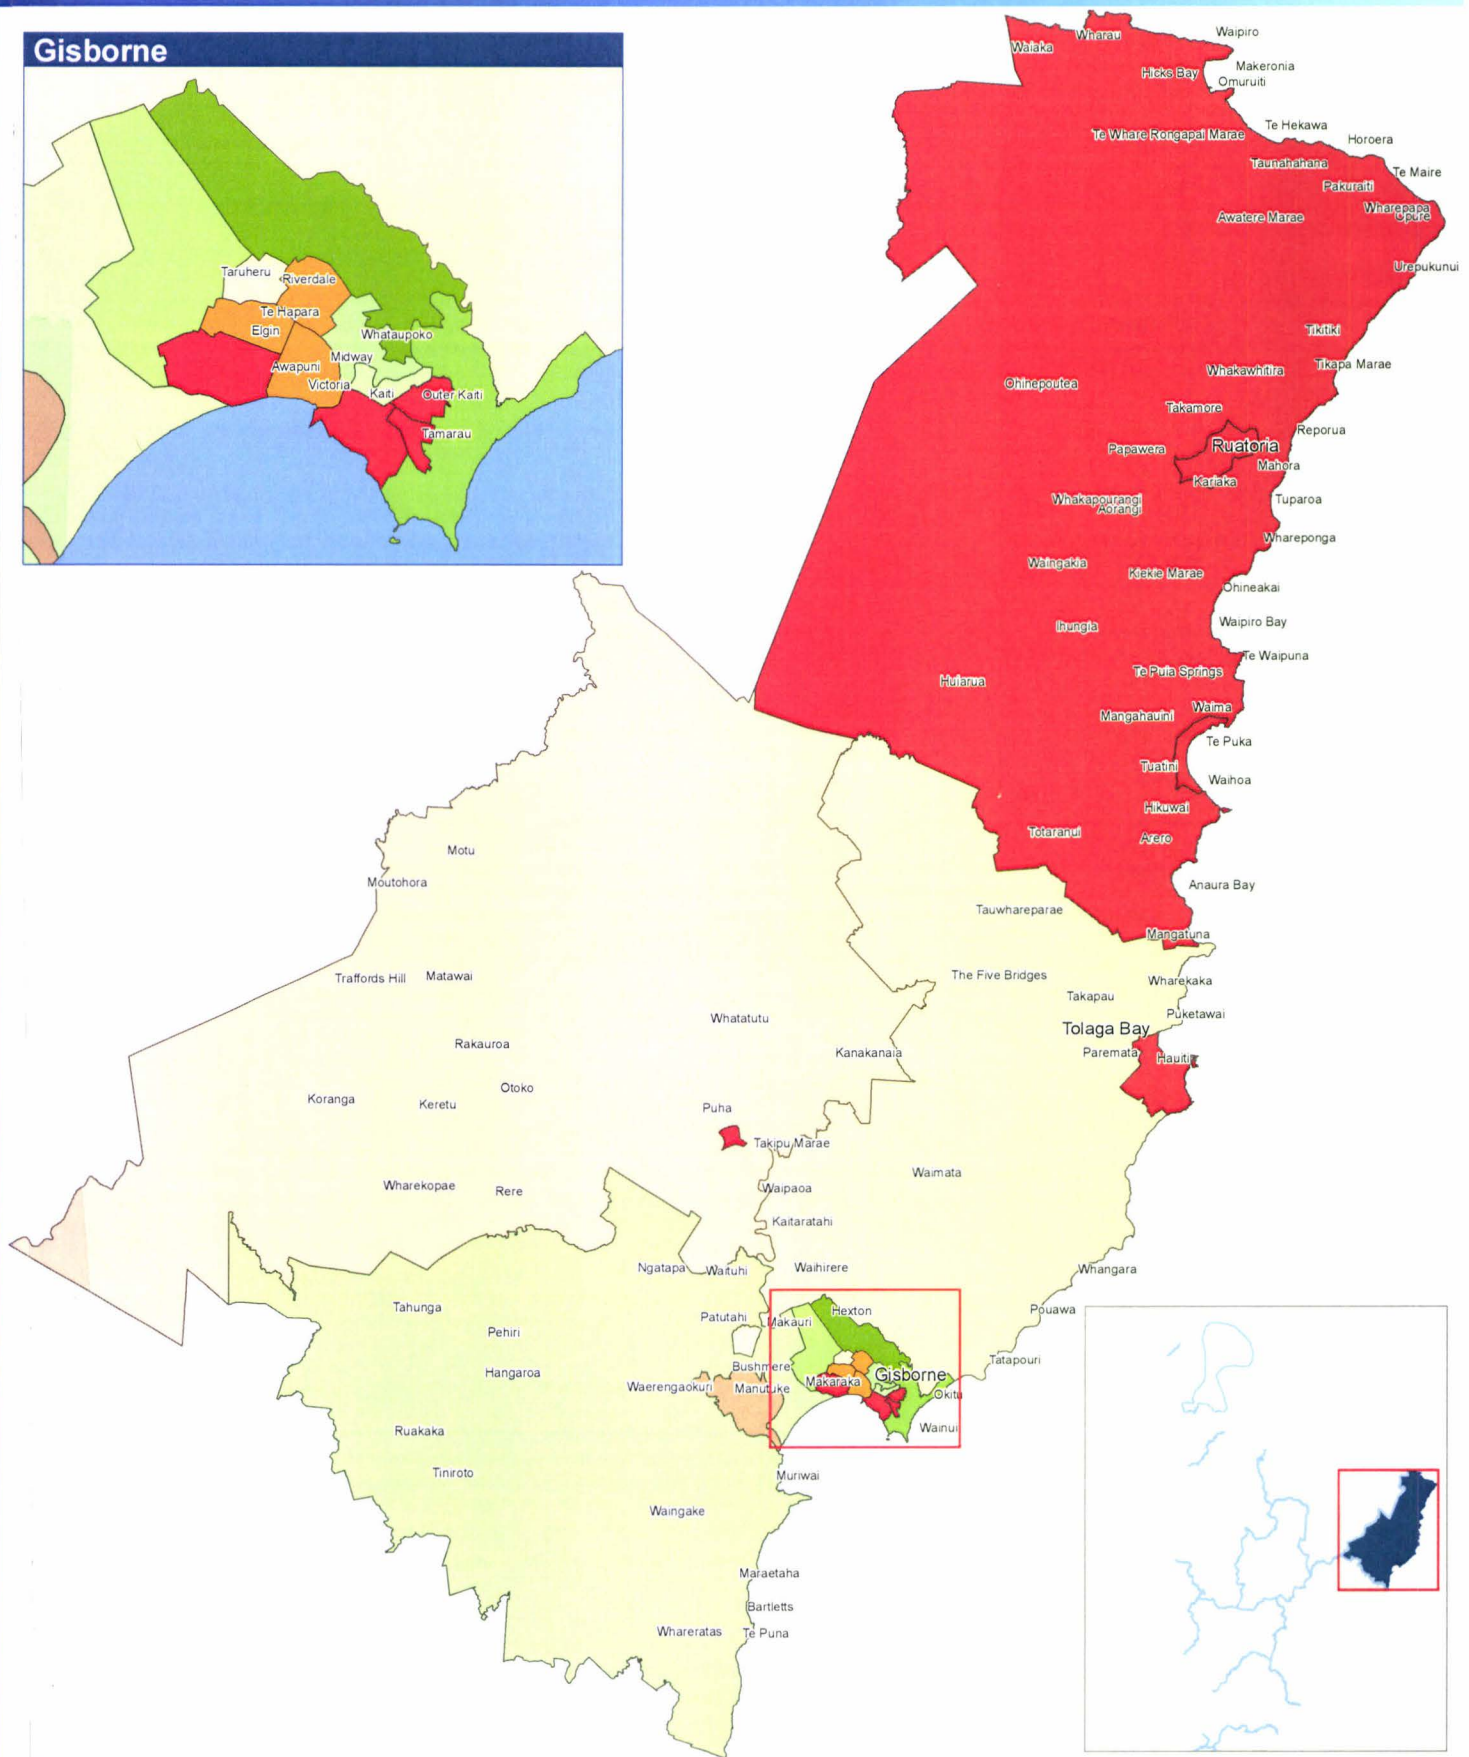 Gisborne
Taruheru
Riverdale
Te Hapara
Elgin
Whataupoko
Midway
Awapuni
Victoria
Kaiti
Outer Kaiti
Tamarau
Waiaka
Wharau
Waipiro
Hicks Bay
Makeronia
Omuruiti
Te Whare Rongapai Marae
Te Hekawa
Horoera
Taunahahana
Te Maire
Pakuraiti
Awatere Marae
Wharepapa
Opure
Urepukunui
Tikitiki
Tikapa Marae
Whakawhitira
Ohinepoutea
Takamore
Reporua
Ruatoria
Papawera
Mahora
Kariaka
Tuparoa
Whakapourangi
Aorangi
Whareponga
Waingakia
Kiekie Marae
Ohineakai
Waipiro Bay
Ihungia
Te Waipuna
Te Puia Springs
Huiarua
Waima
Mangahauini
Te Puka
Tuatini
Waihoa
Hikuwai
Totaranui
Arero
Anaura Bay
Motu
Moutohora
Tauwhareparae
Mangatuna
Traffords Hill
Matawai
The Five Bridges
Wharekaka
Takapau
Puketawai
Whatatutu
Tolaga Bay
Rakauroa
Kanakanaia
Paremata
Hauiti
Otoko
Koranga
Keretu
Puha
Takipu Marae
Waimata
Wharekopae
Rere
Waipaoa
Kaitaratahi
Ngatapa
Waituhi
Waihirere
Whangara
Tahunga
Patutahi
Makauri
Hexton
Pouawa
Pehiri
Hangaroa
Bushmere
Tatapouri
Waerengaokuri
Manutuke
Makaraka
Gisborne
Okitu
Ruakaka
Wainui
Tiniroto
Muriwai
Waingake
Maraetaha
Bartletts
Whareratas
Te Puna